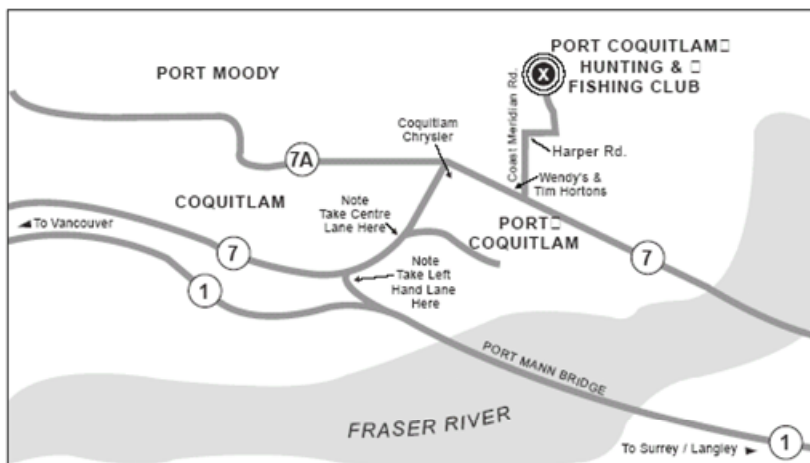 PORT COQUITLAM□
HUNTING & □
FISHING CLUB
X
PORT MOODY
Coast Meridian Rd.
Coquitlam
Chrysler
Harper Rd.
7A
Wendy's &
Tim Hortons
COQUITLAM
Note
Take Centre
Lane Here
PORT□
COQUITLAM
To Vancouver
7
7
Note
Take Left
Hand Lane
Here
1
PORT MANN BRIDGE
FRASER RIVER
1
To Surrey / Langley